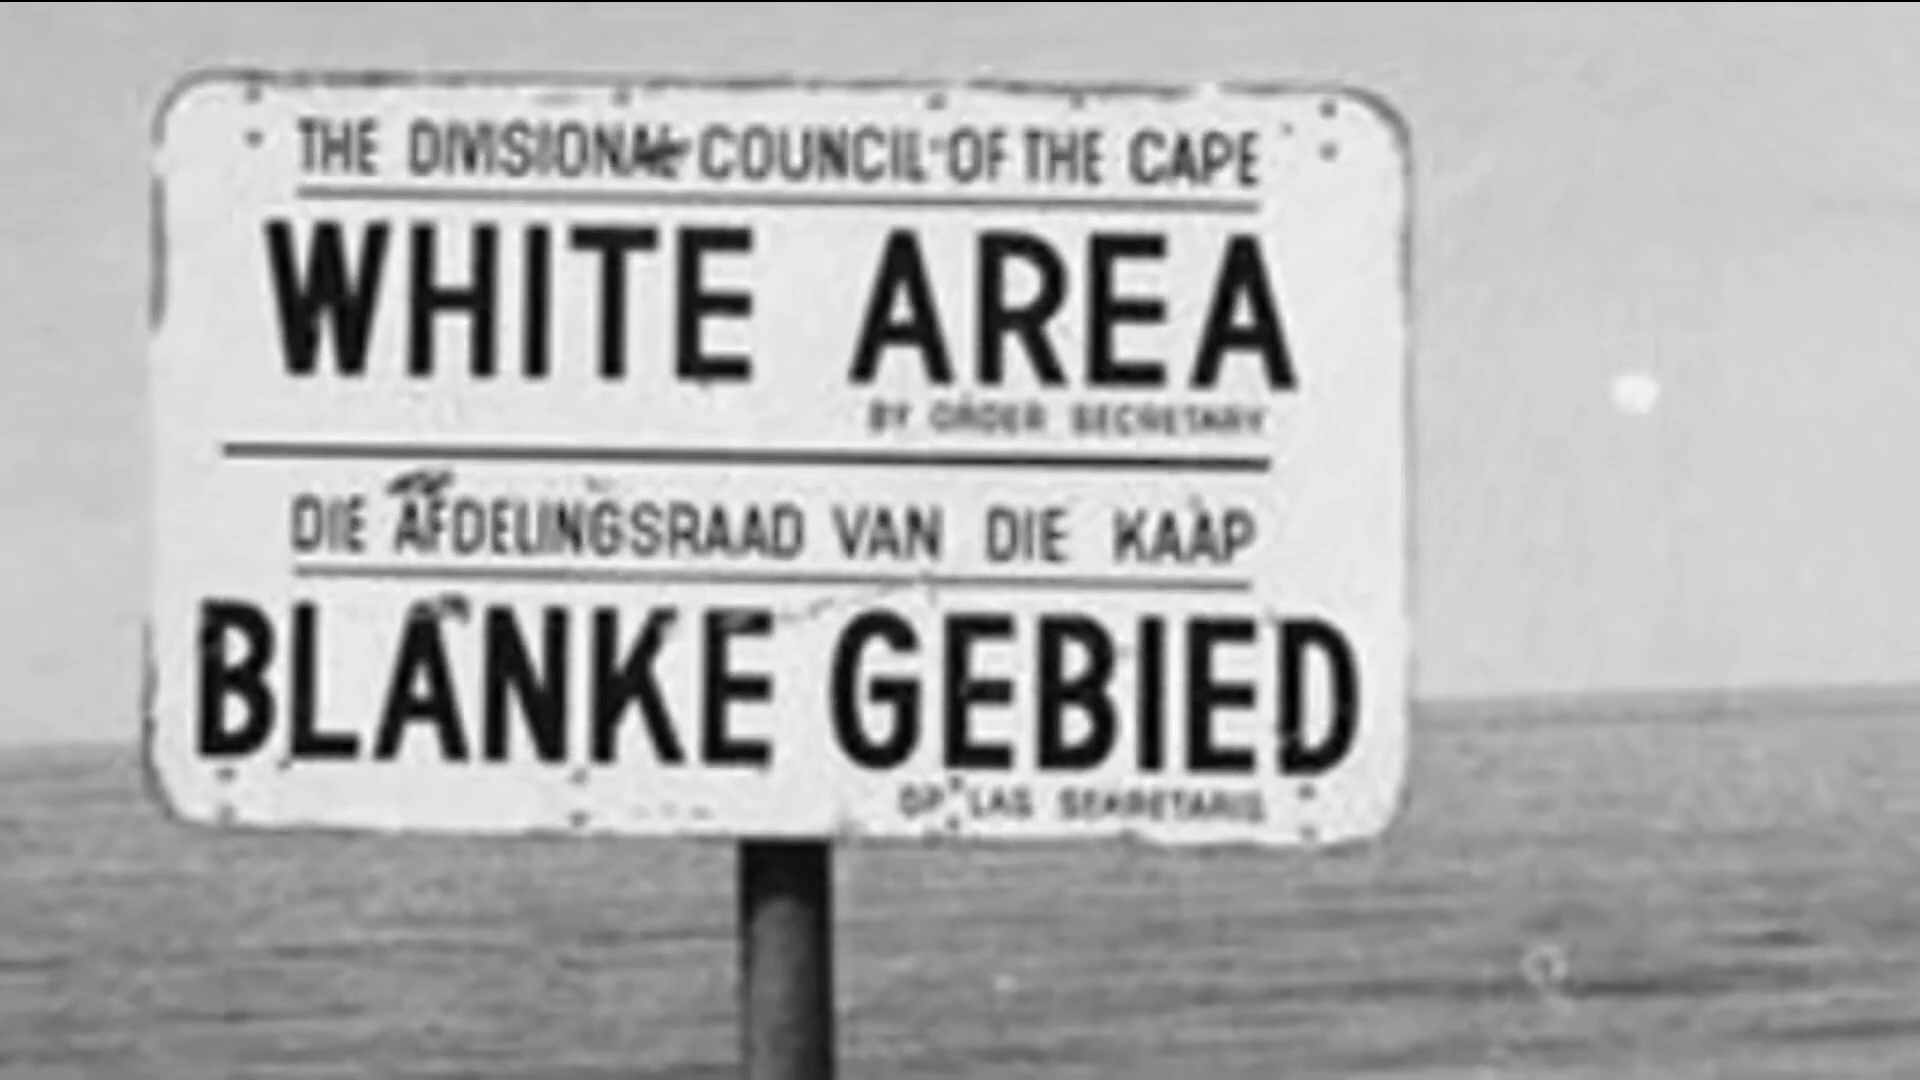 THE DIVISIONAL COUNCIL OF THE CAPE
WHITE AREA
BY ORDER SECRETARY
DIE AFDELINGSRAAD VAN DIE KAAP
BLANKE GEBIED
OP LAS SEKRETARIS